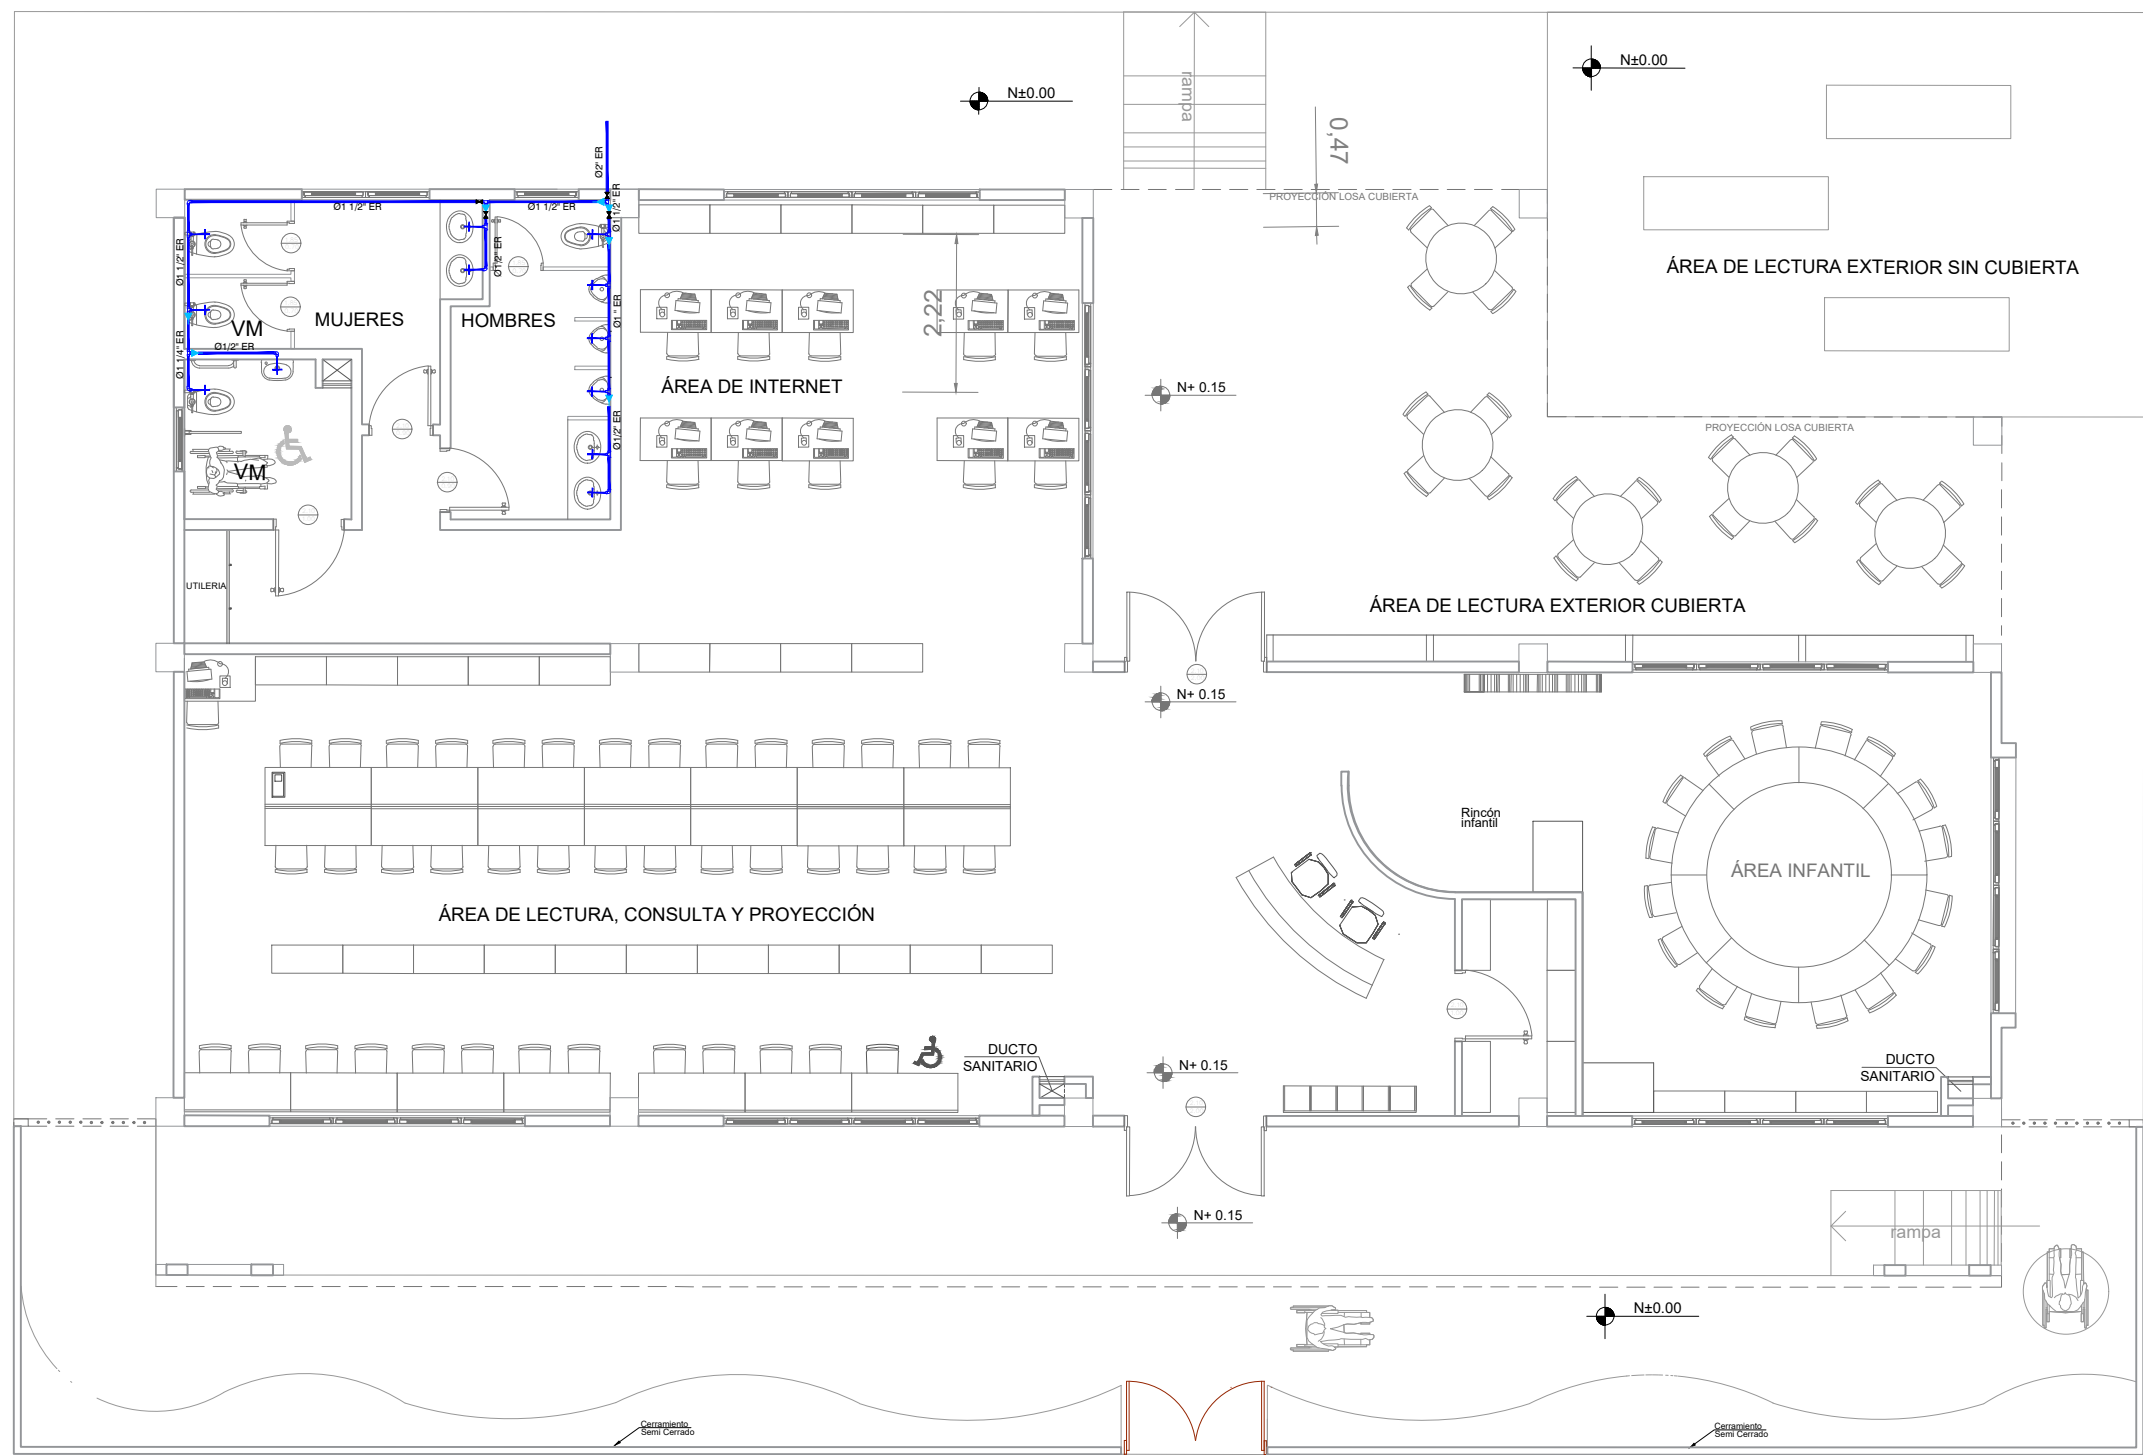 N±0.00
N±0.00
rampa
0,47
PROYECCIÓN LOSA CUBIERTA
Ø2" ER
Ø1 1/2" ER
Ø1 1/2" ER
Ø1 1/2" ER
Ø1 1/2" ER
Ø1/2" ER
ÁREA DE LECTURA EXTERIOR SIN CUBIERTA
MUJERES
HOMBRES
VM
Ø1/2" ER
Ø1 1/4" ER
Ø1 " ER
2,22
ÁREA DE INTERNET
N+ 0.15
PROYECCIÓN LOSA CUBIERTA
Ø1/2" ER
VM
UTILERIA
ÁREA DE LECTURA EXTERIOR CUBIERTA
N+ 0.15
Rincón
infantil
ÁREA INFANTIL
ÁREA DE LECTURA, CONSULTA Y PROYECCIÓN
DUCTO
SANITARIO
N+ 0.15
DUCTO
SANITARIO
N+ 0.15
rampa
N±0.00
Cerramiento
Semi Cerrado
Cerramiento
Semi Cerrado